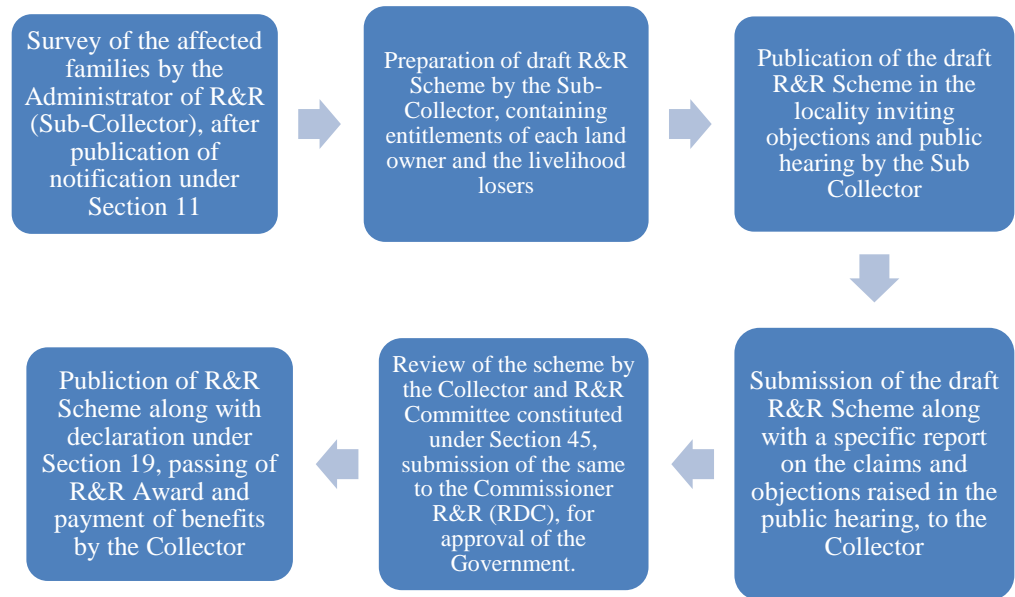 Survey of the affected
families by the
Administrator of R&R
(Sub-Collector), after
publication of
notification under
Section 11
Preparation of draft R&R
Scheme by the Sub-
Collector, containing
entitlements of each land
owner and the livelihood
losers
Publication of the draft
R&R Scheme in the
locality inviting
objections and public
hearing by the Sub
Collector
Submission of the draft
R&R Scheme along
with a specific report
on the claims and
objections raised in the
public hearing, to the
Collector
Review of the scheme by
the Collector and R&R
Committee constituted
under Section 45,
submission of the same
to the Commissioner
R&R (RDC), for
approval of the
Government.
Publiction of R&R
Scheme along with
declaration under
Section 19, passing of
R&R Award and
payment of benefits
by the Collector